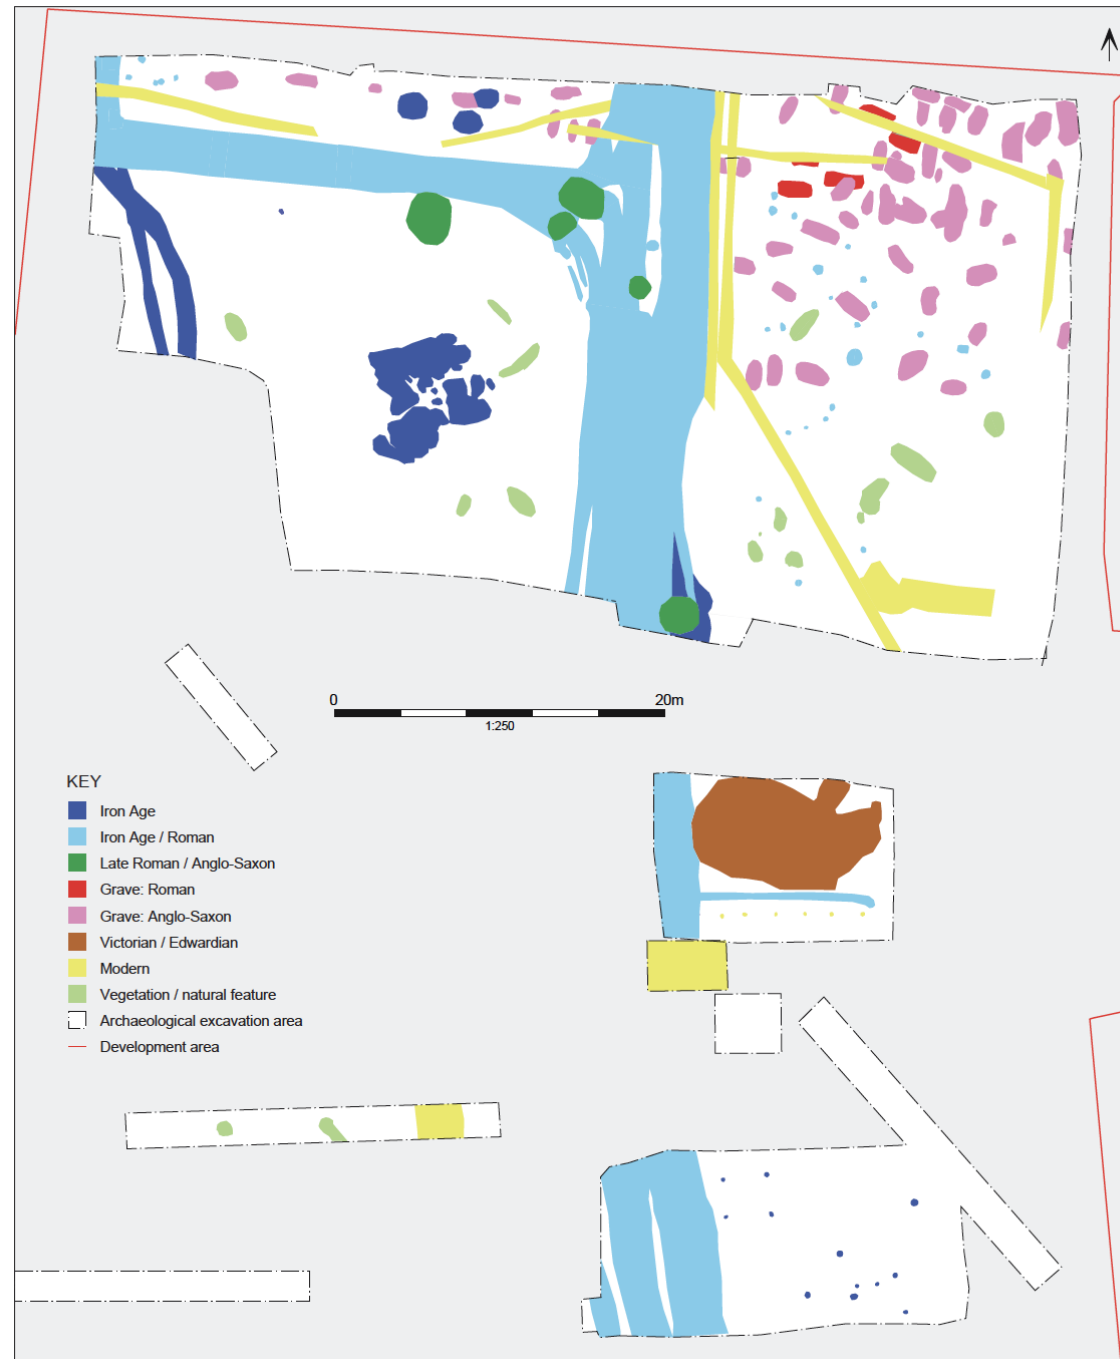 0 20m
1:250
KEY
Iron Age
Iron Age / Roman
Late Roman / Anglo-Saxon
Grave: Roman
Grave: Anglo-Saxon
Victorian / Edwardian
Modern
Vegetation / natural feature
Archaeological excavation area
Development area